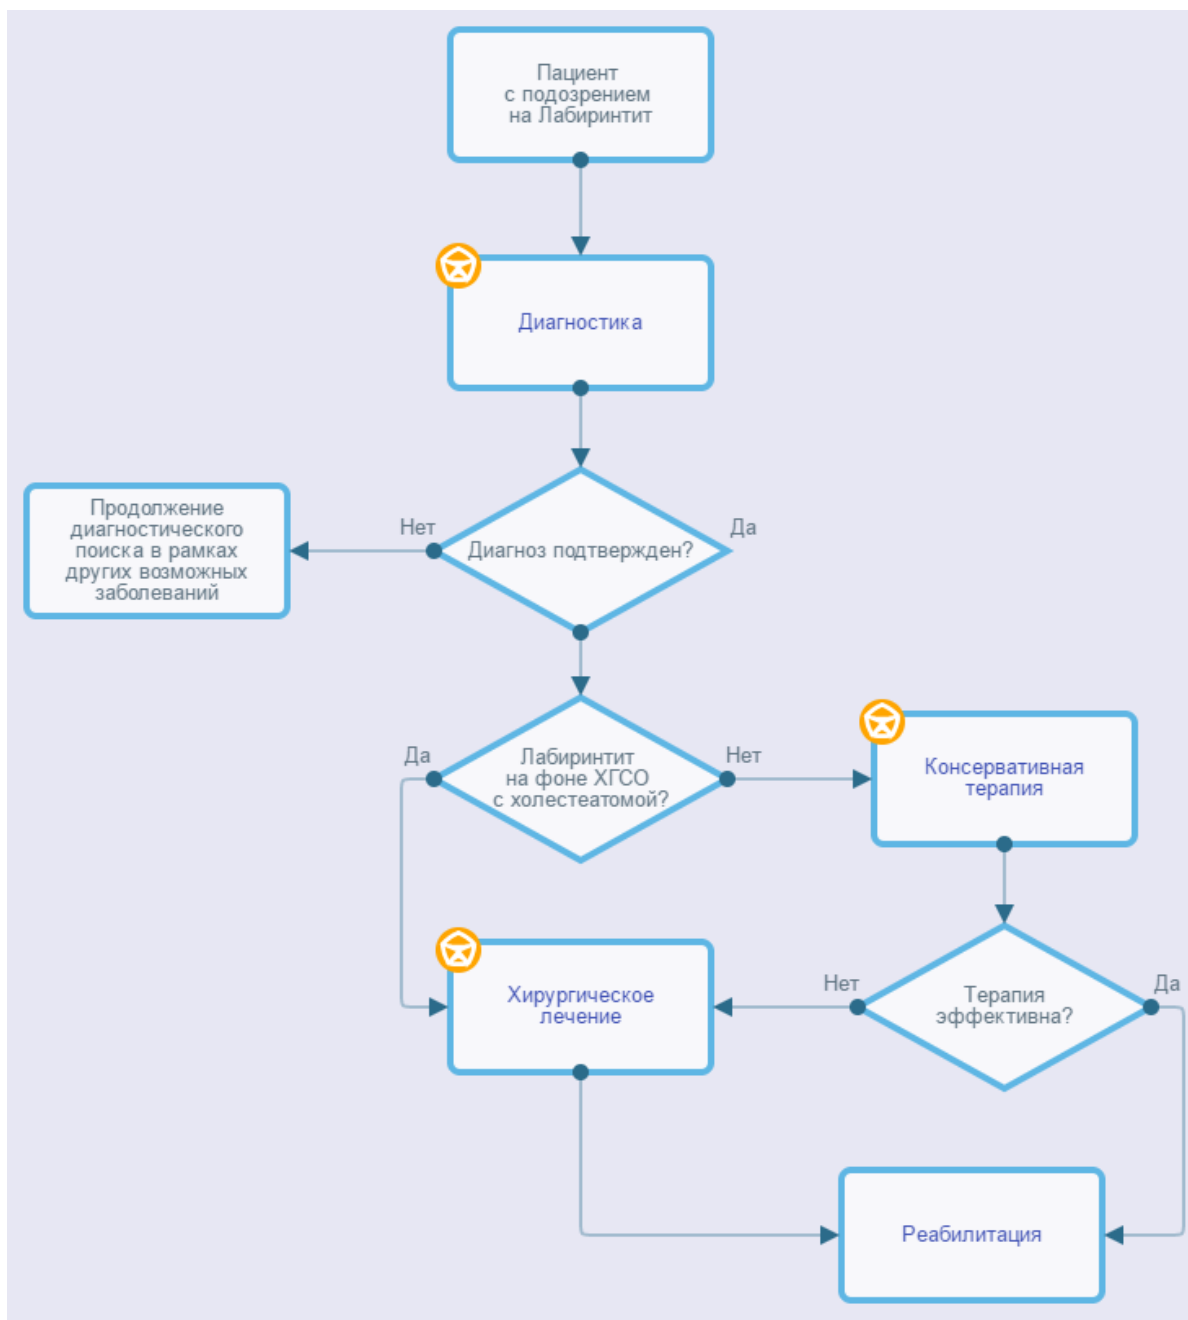 Пациент
с подозрением
на Лабиринтит
Диагностика
Продолжение
диагностического
поиска в рамках
других возможных
заболеваний
Нет
Диагноз подтвержден?
Да
Да
Лабиринтит
на фоне ХГСО
с холестеатомой?
Нет
Консервативная
терапия
Хирургическое
лечение
Нет
Терапия
эффективна?
Да
Реабилитация